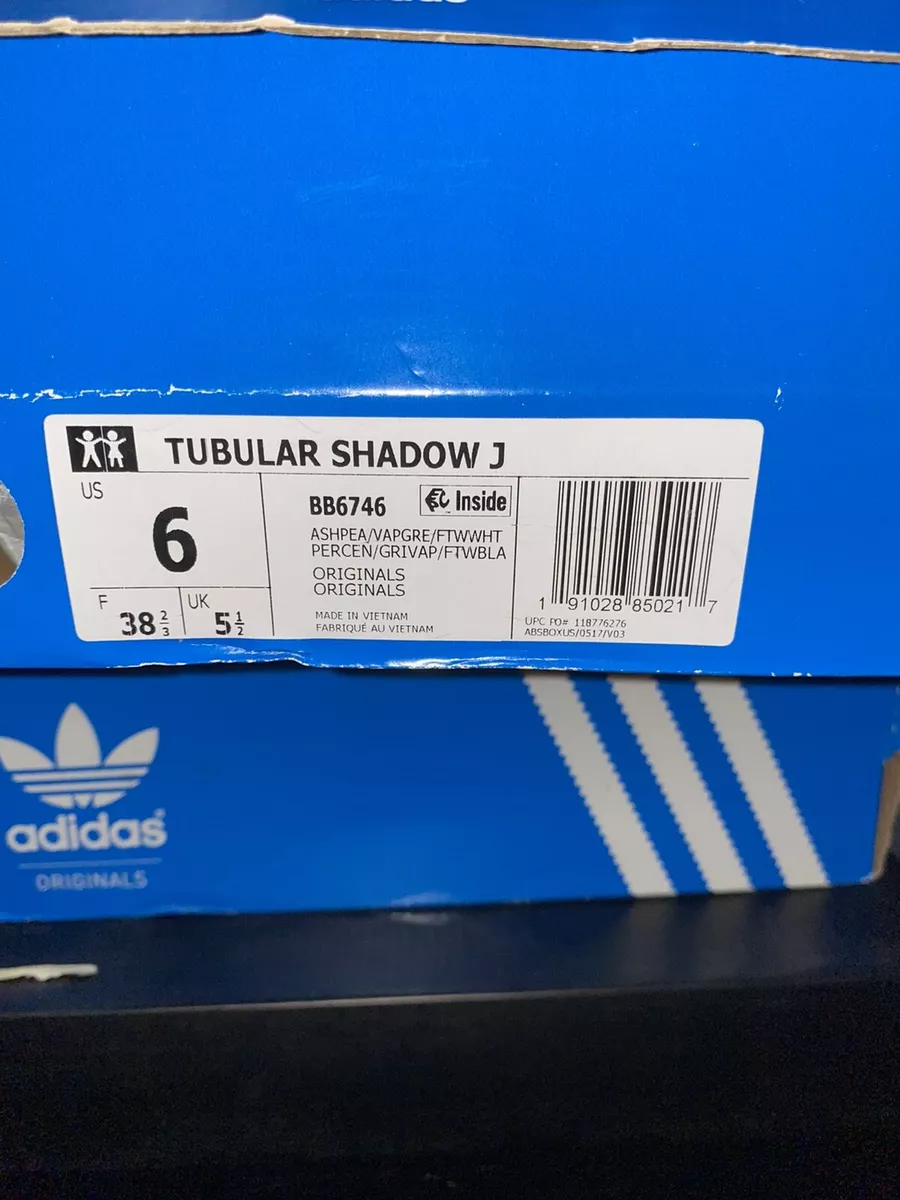 TUBULAR SHADOW J
US
6
F
38 2/3
UK
5 1/2
BB6746
EC Inside
ASHPEA/VAPGRE/FTWWHT
PERCEN/GRIVAP/FTWBLA
ORIGINALS
ORIGINALS
MADE IN VIETNAM
FABRIQUÉ AU VIETNAM
1 91028 85021 7
UPC PO# 118776276
ABSBOXUS/0517/V03
adidas
ORIGINALS